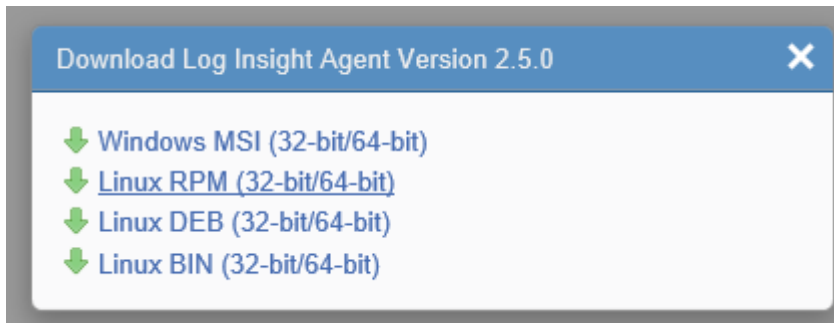 Download Log Insight Agent Version 2.5.0
Windows MSI (32-bit/64-bit)
Linux RPM (32-bit/64-bit)
Linux DEB (32-bit/64-bit)
Linux BIN (32-bit/64-bit)